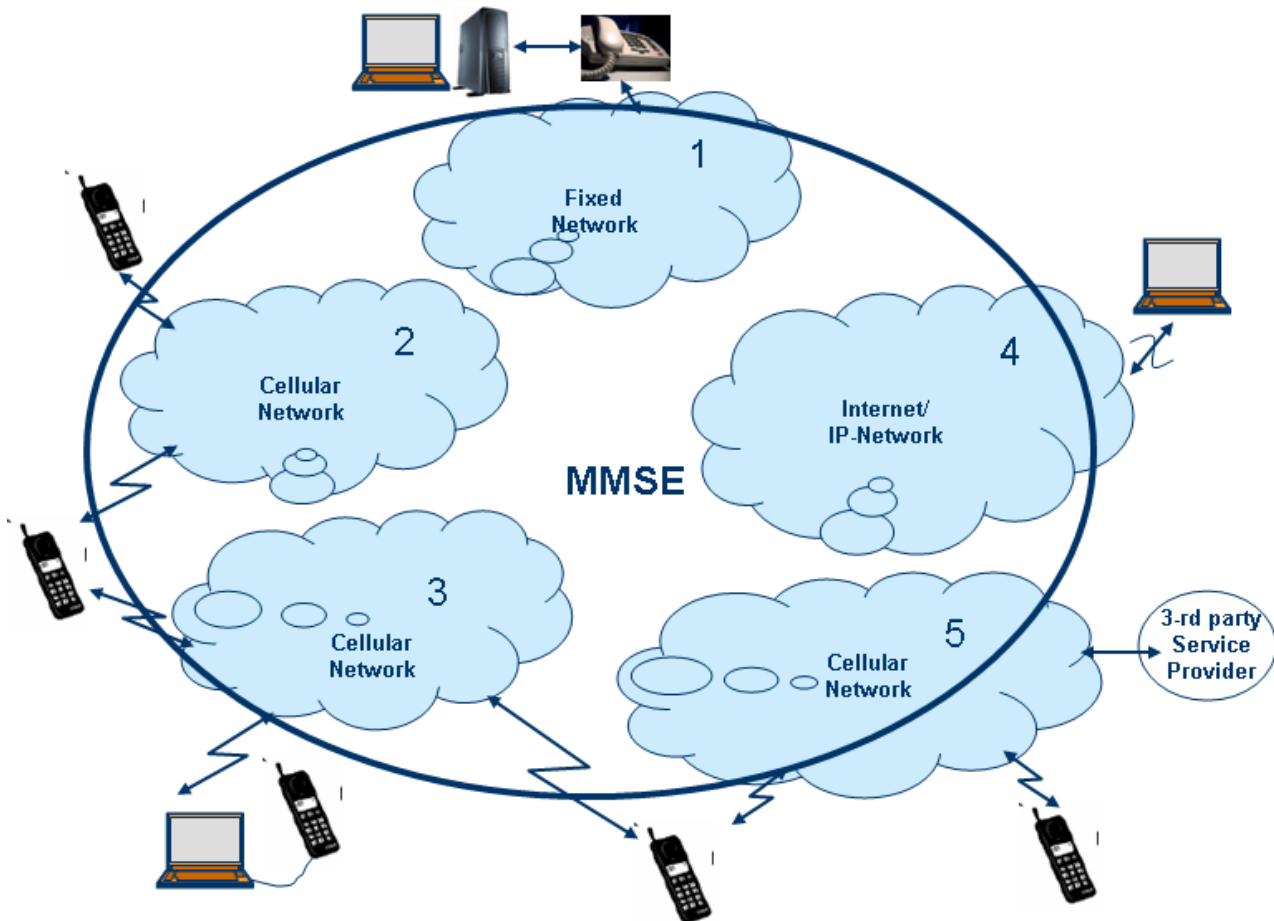 1
Fixed
Network
2
Cellular
Network
4
Internet/
IP-Network
MMSE
3
Cellular
Network
5
Cellular
Network
3-rd party
Service
Provider